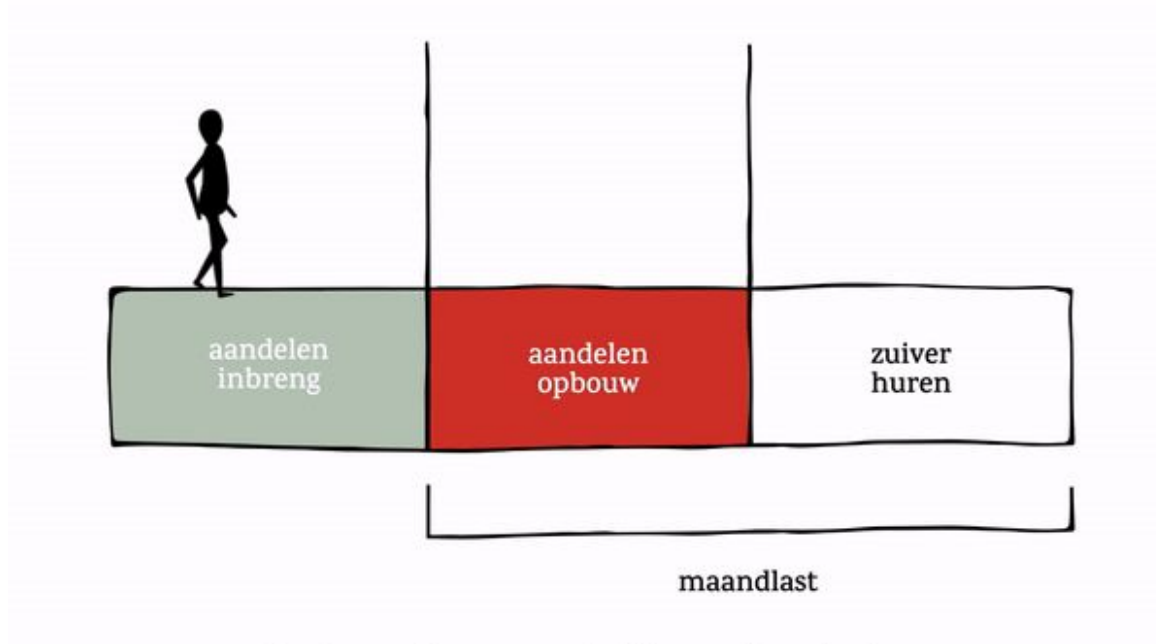 aandelen
inbreng
aandelen
opbouw
zuiver
huren
maandlast